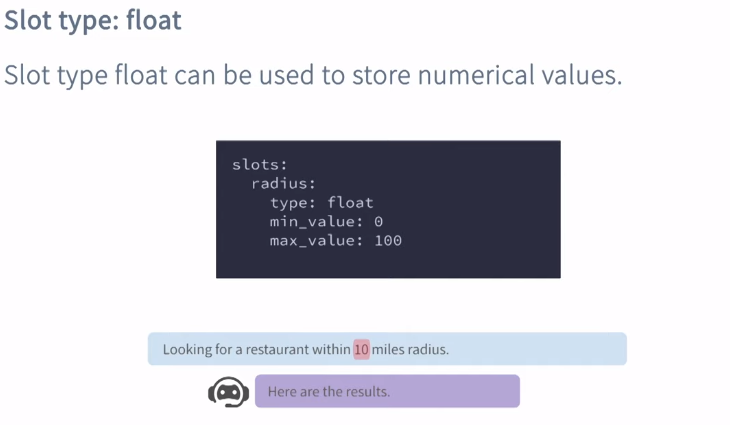 Slot type: float
Slot type float can be used to store numerical values.
slots:
  radius:
    type: float
    min_value: 0
    max_value: 100
Looking for a restaurant within 10 miles radius.
Here are the results.